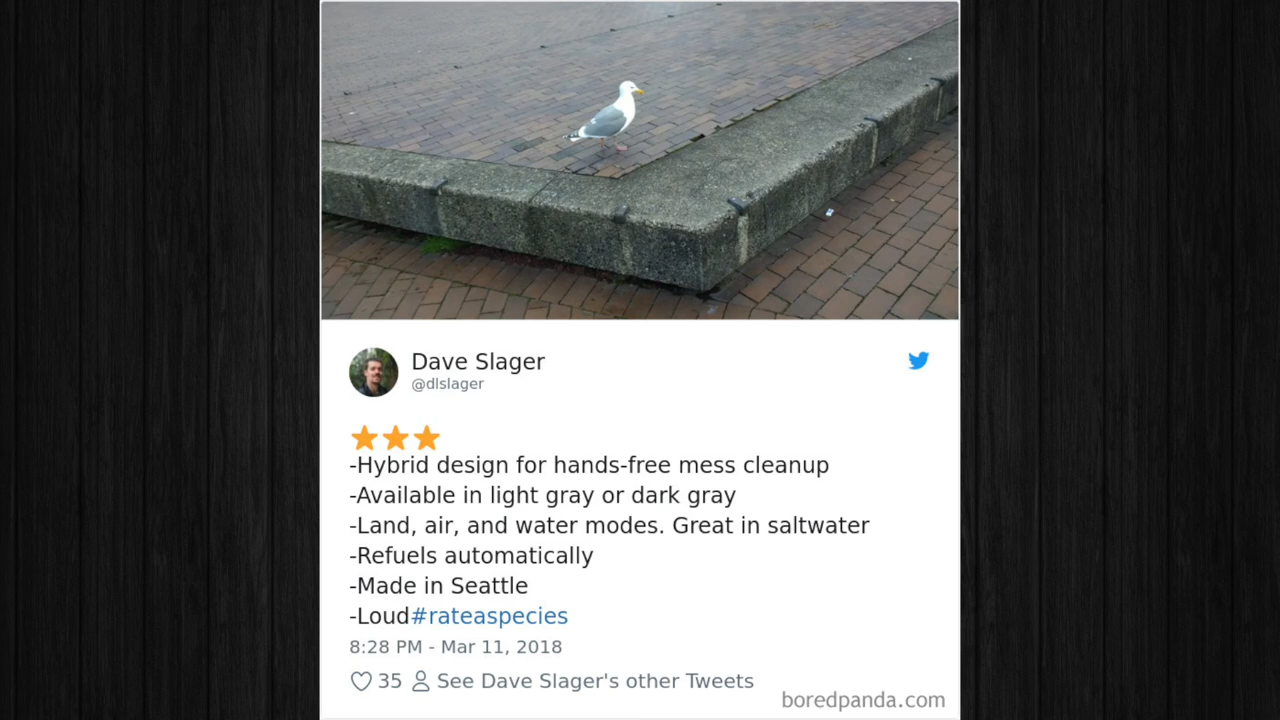 Dave Slager
@dlslager
⭐⭐⭐
-Hybrid design for hands-free mess cleanup
-Available in light gray or dark gray
-Land, air, and water modes. Great in saltwater
-Refuels automatically
-Made in Seattle
-Loud#rateaspecies
8:28 PM - Mar 11, 2018
35 See Dave Slager's other Tweets
boredpanda.com